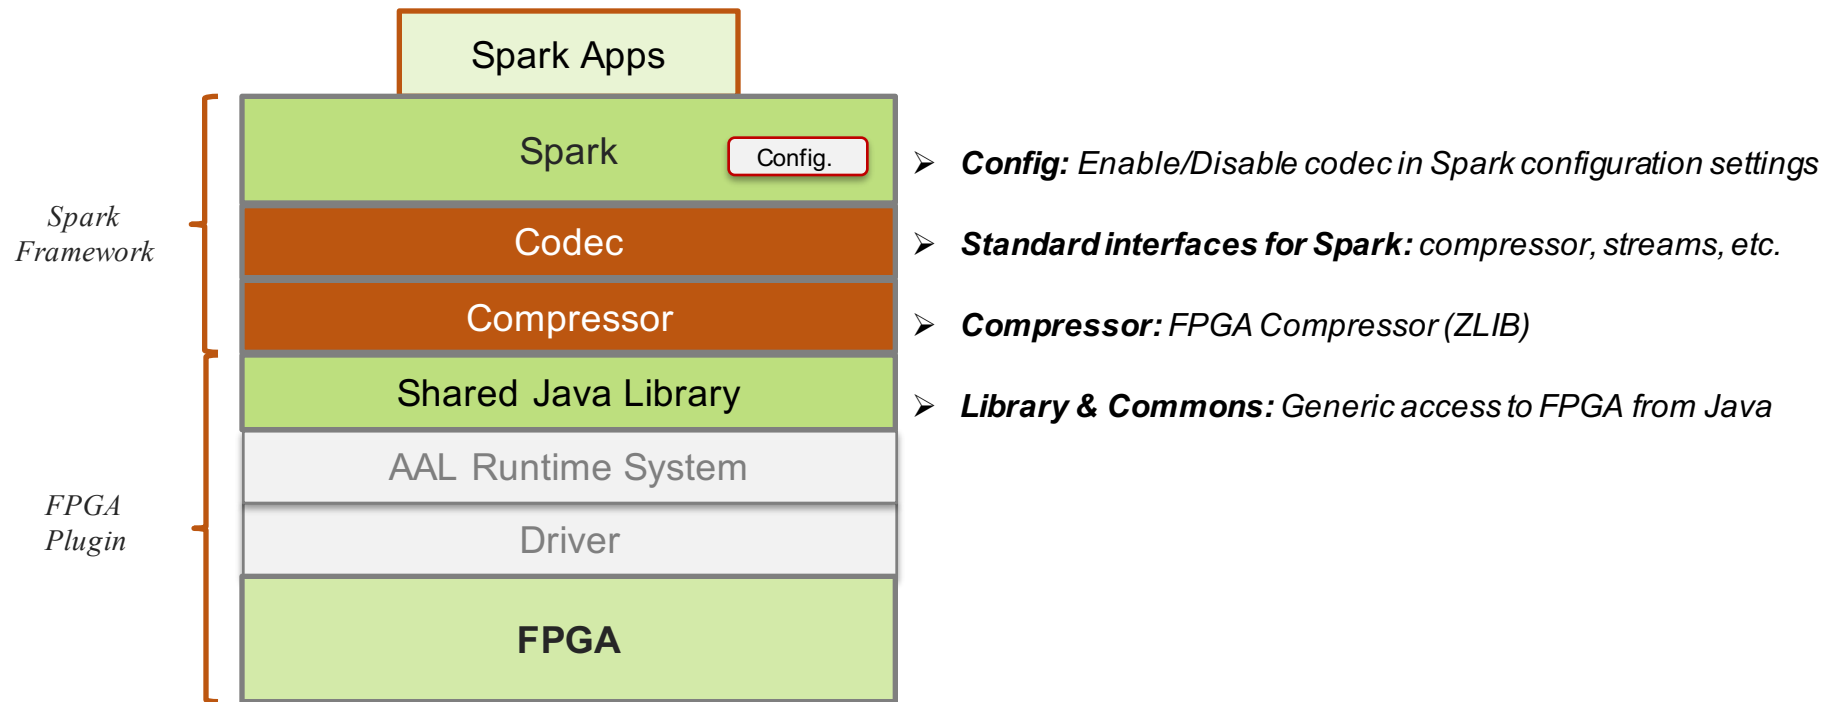 Spark Apps
Spark
Config.
➢ Config: Enable/Disable codec in Spark configuration settings
Spark
Framework
Codec
➢ Standard interfaces for Spark: compressor, streams, etc.
Compressor
➢ Compressor: FPGA Compressor (ZLIB)
Shared Java Library
➢ Library & Commons: Generic access to FPGA from Java
AAL Runtime System
FPGA
Plugin
Driver
FPGA